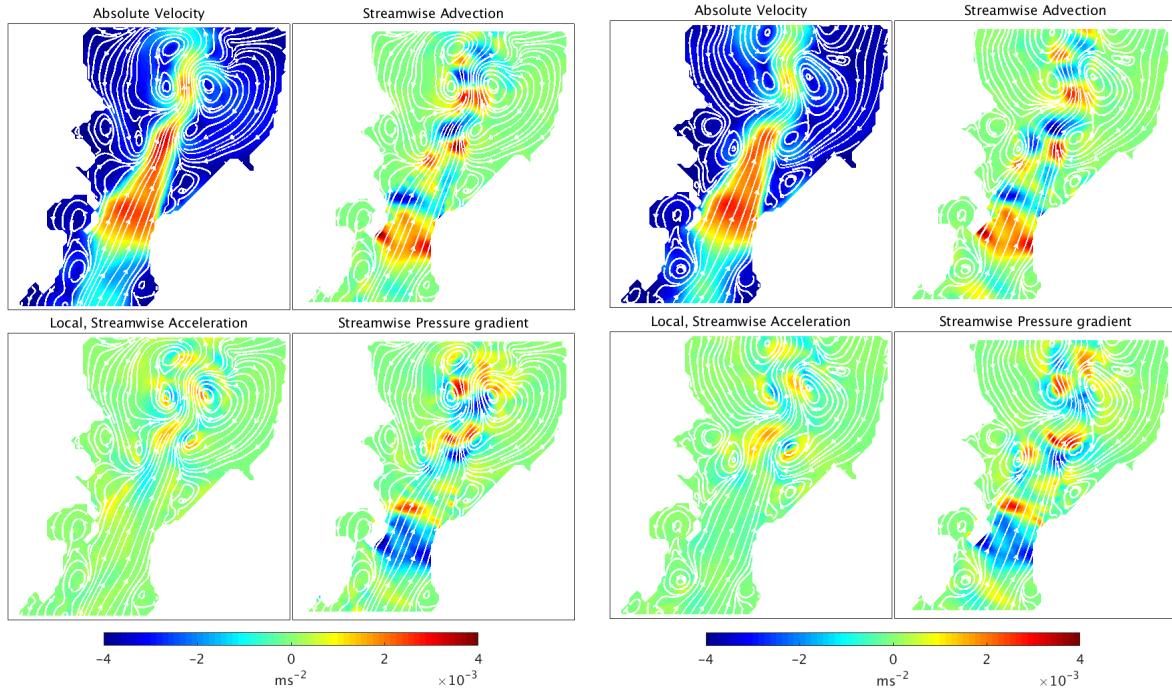 Absolute Velocity
Streamwise Advection
Local, Streamwise Acceleration
Streamwise Pressure gradient
−4 −2 0 2 4
ms⁻² ×10⁻³
Absolute Velocity
Streamwise Advection
Local, Streamwise Acceleration
Streamwise Pressure gradient
−4 −2 0 2 4
ms⁻² ×10⁻³